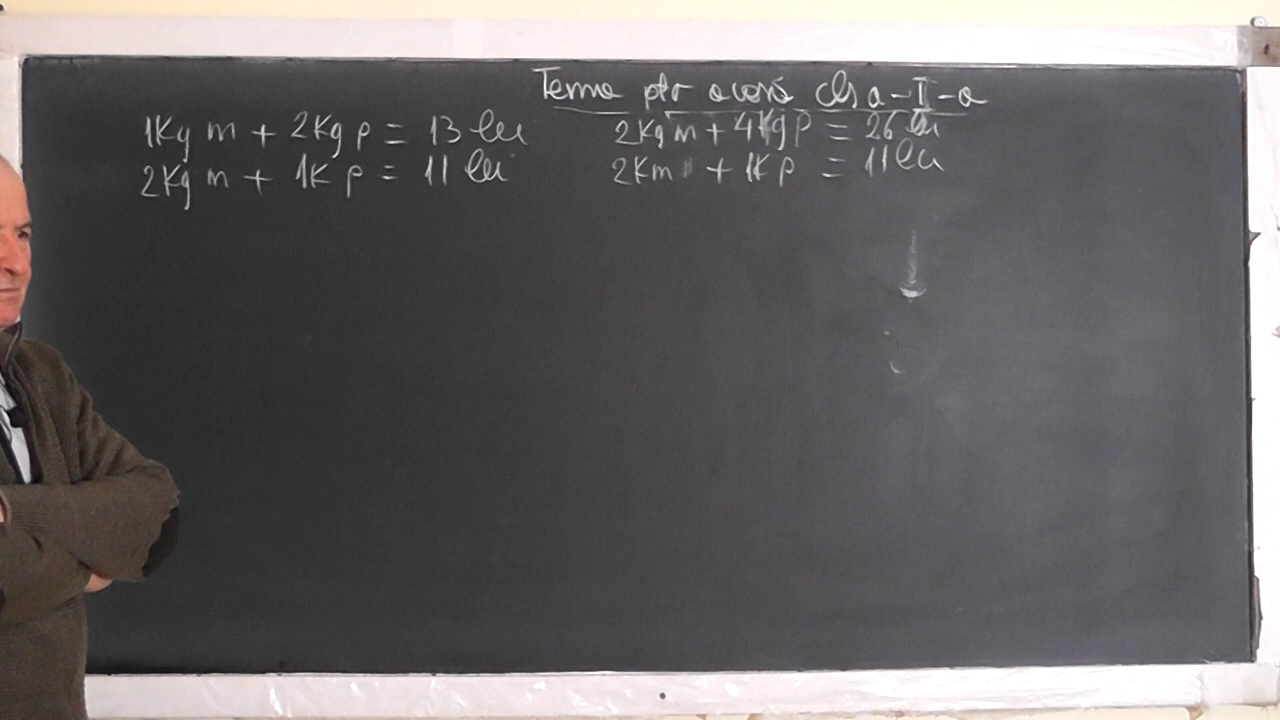 Tema ptr acasă cls a-I-a
1Kg m + 2Kg p = 13 lei
2Kg m + 1K p = 11 lei
2Kg m + 4Kg p = 26 lei
2Km + 1K p = 11 lei